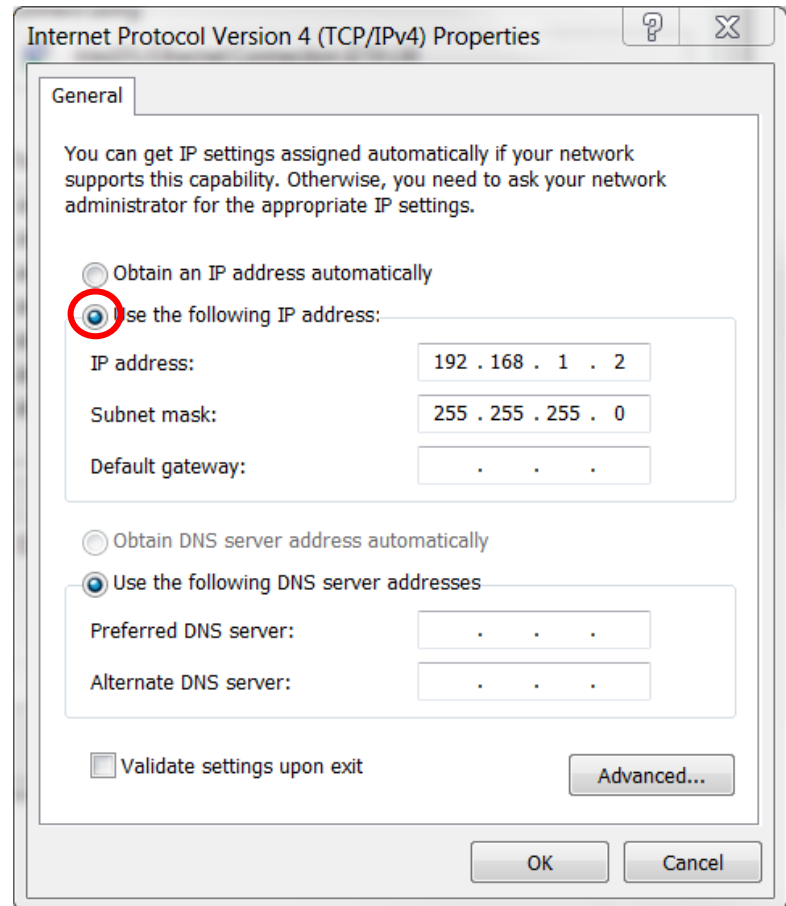 Internet Protocol Version 4 (TCP/IPv4) Properties
General
You can get IP settings assigned automatically if your network
supports this capability. Otherwise, you need to ask your network
administrator for the appropriate IP settings.
Obtain an IP address automatically
Use the following IP address:
IP address: 192 . 168 . 1 . 2
Subnet mask: 255 . 255 . 255 . 0
Default gateway: . . .
Obtain DNS server address automatically
Use the following DNS server addresses
Preferred DNS server: . . .
Alternate DNS server: . . .
Validate settings upon exit
Advanced...
OK Cancel